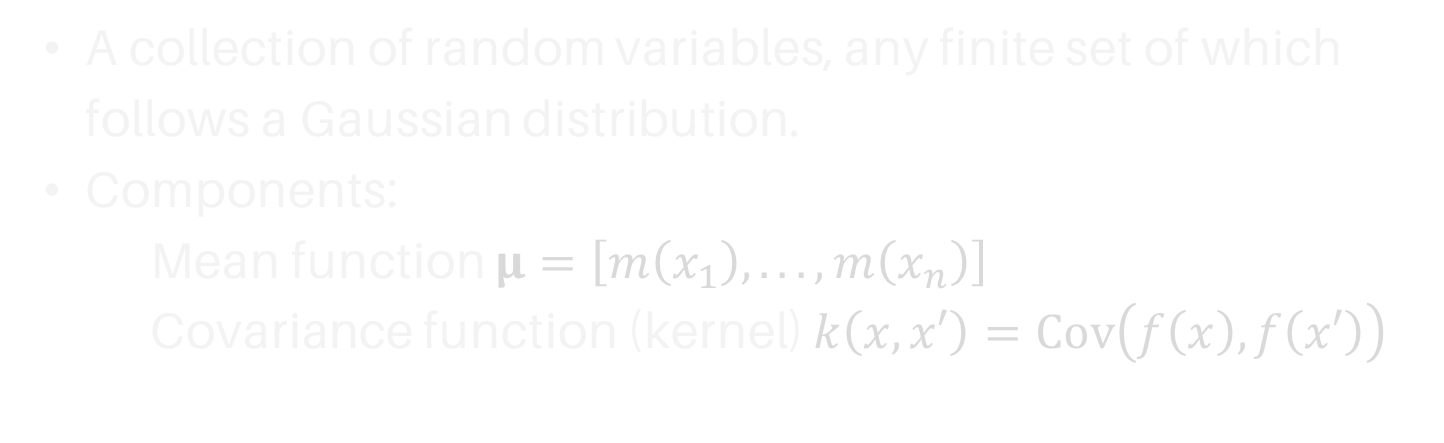 • A collection of random variables, any finite set of which
follows a Gaussian distribution.
• Components:
Mean function 𝛍 = [𝑚(𝑥₁), . . . , 𝑚(𝑥ₙ)]
Covariance function (kernel) 𝑘(𝑥, 𝑥′) = Cov(𝑓(𝑥), 𝑓(𝑥′))